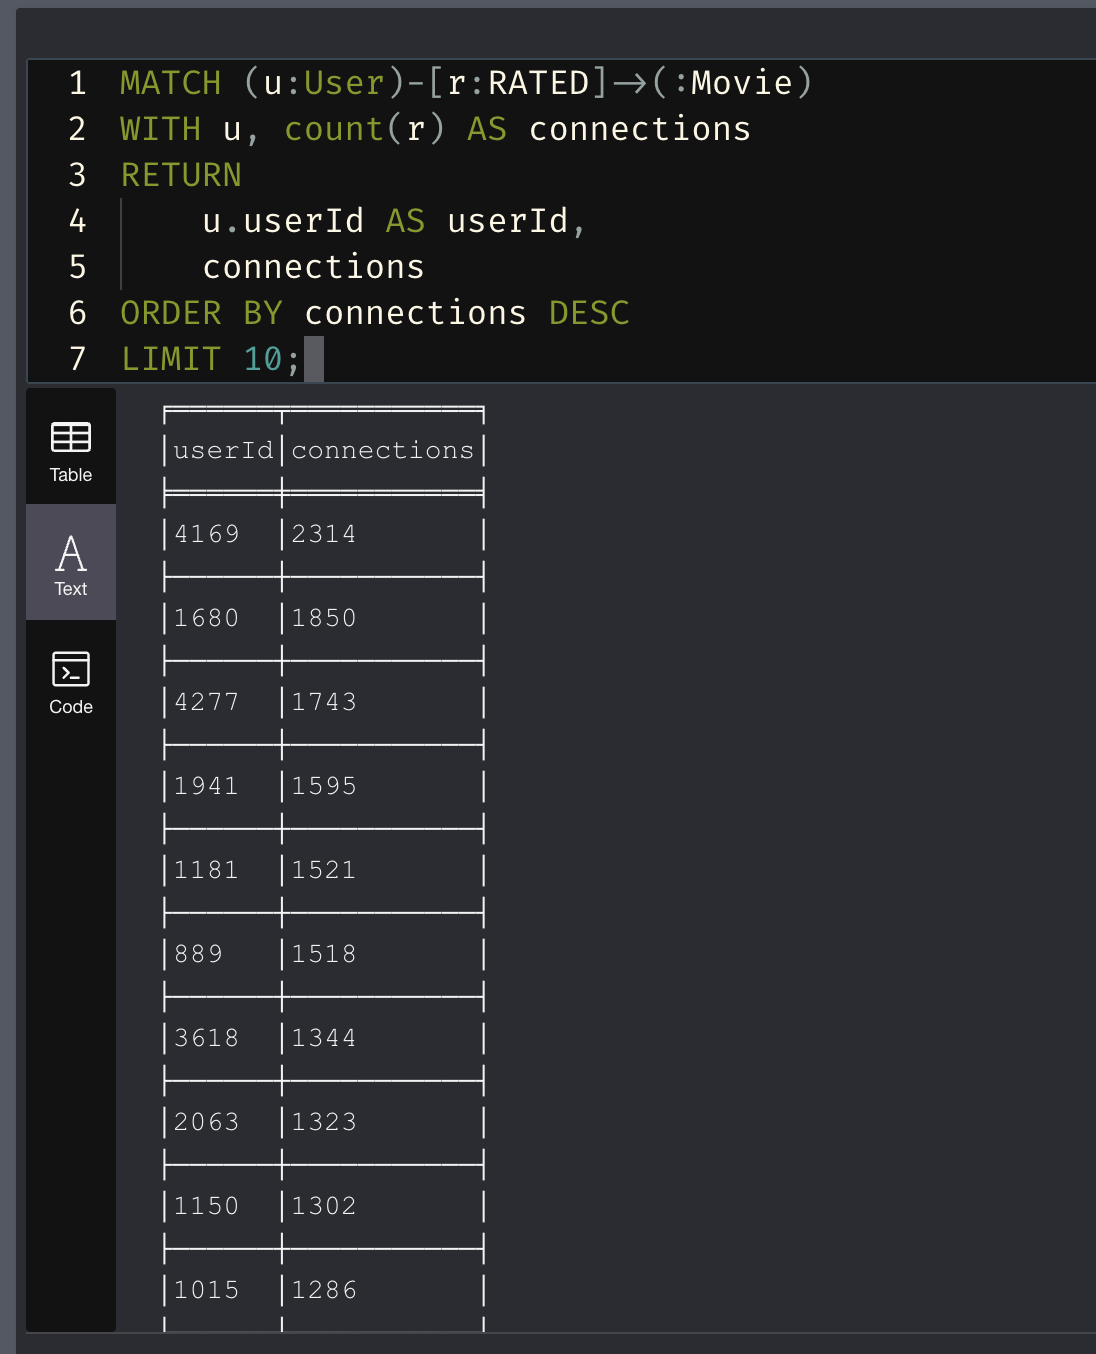 1 MATCH (u:User)-[r:RATED]->(:Movie)
2 WITH u, count(r) AS connections
3 RETURN
4 u.userId AS userId,
5 connections
6 ORDER BY connections DESC
7 LIMIT 10;
Table
Text
Code
userId connections
4169 2314
1680 1850
4277 1743
1941 1595
1181 1521
889 1518
3618 1344
2063 1323
1150 1302
1015 1286